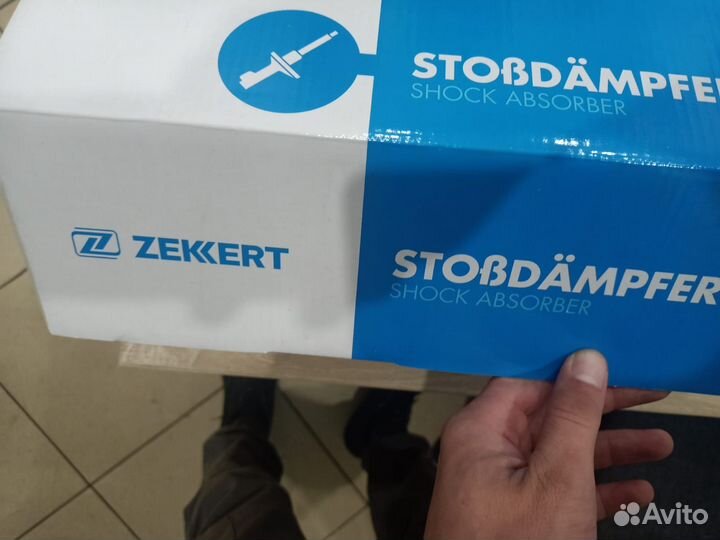 STOßDÄMPFER
SHOCK ABSORBER
ZEKKERT
STOßDÄMPFER
SHOCK ABSORBER
Avito